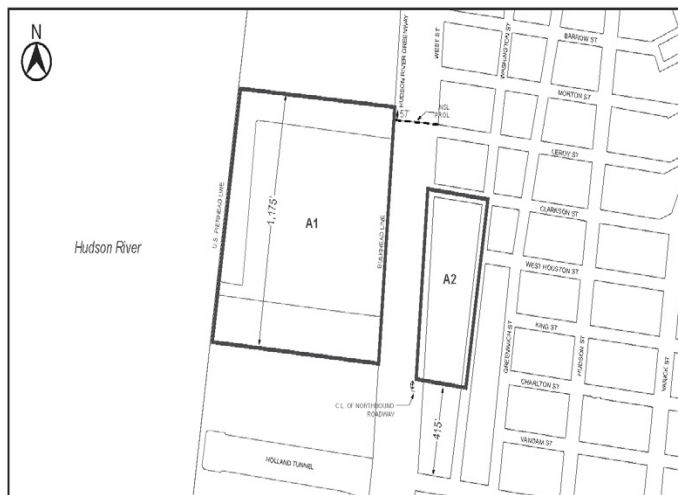 N
Hudson River
U.S. PIERHEAD LINE
1,175'
A1
BULKHEAD LINE
HUDSON RIVER GREENWAY
57'
WEST ST
WASHINGTON ST
BARROW ST
MORTON ST
LEROY ST
CLARKSON ST
WEST HOUSTON ST
A2
GREENWICH ST
KING ST
HUDSON ST
VARICK ST
CHARLTON ST
C.L. OF NORTHBOUND
ROADWAY
415'
VANDAM ST
HOLLAND TUNNEL